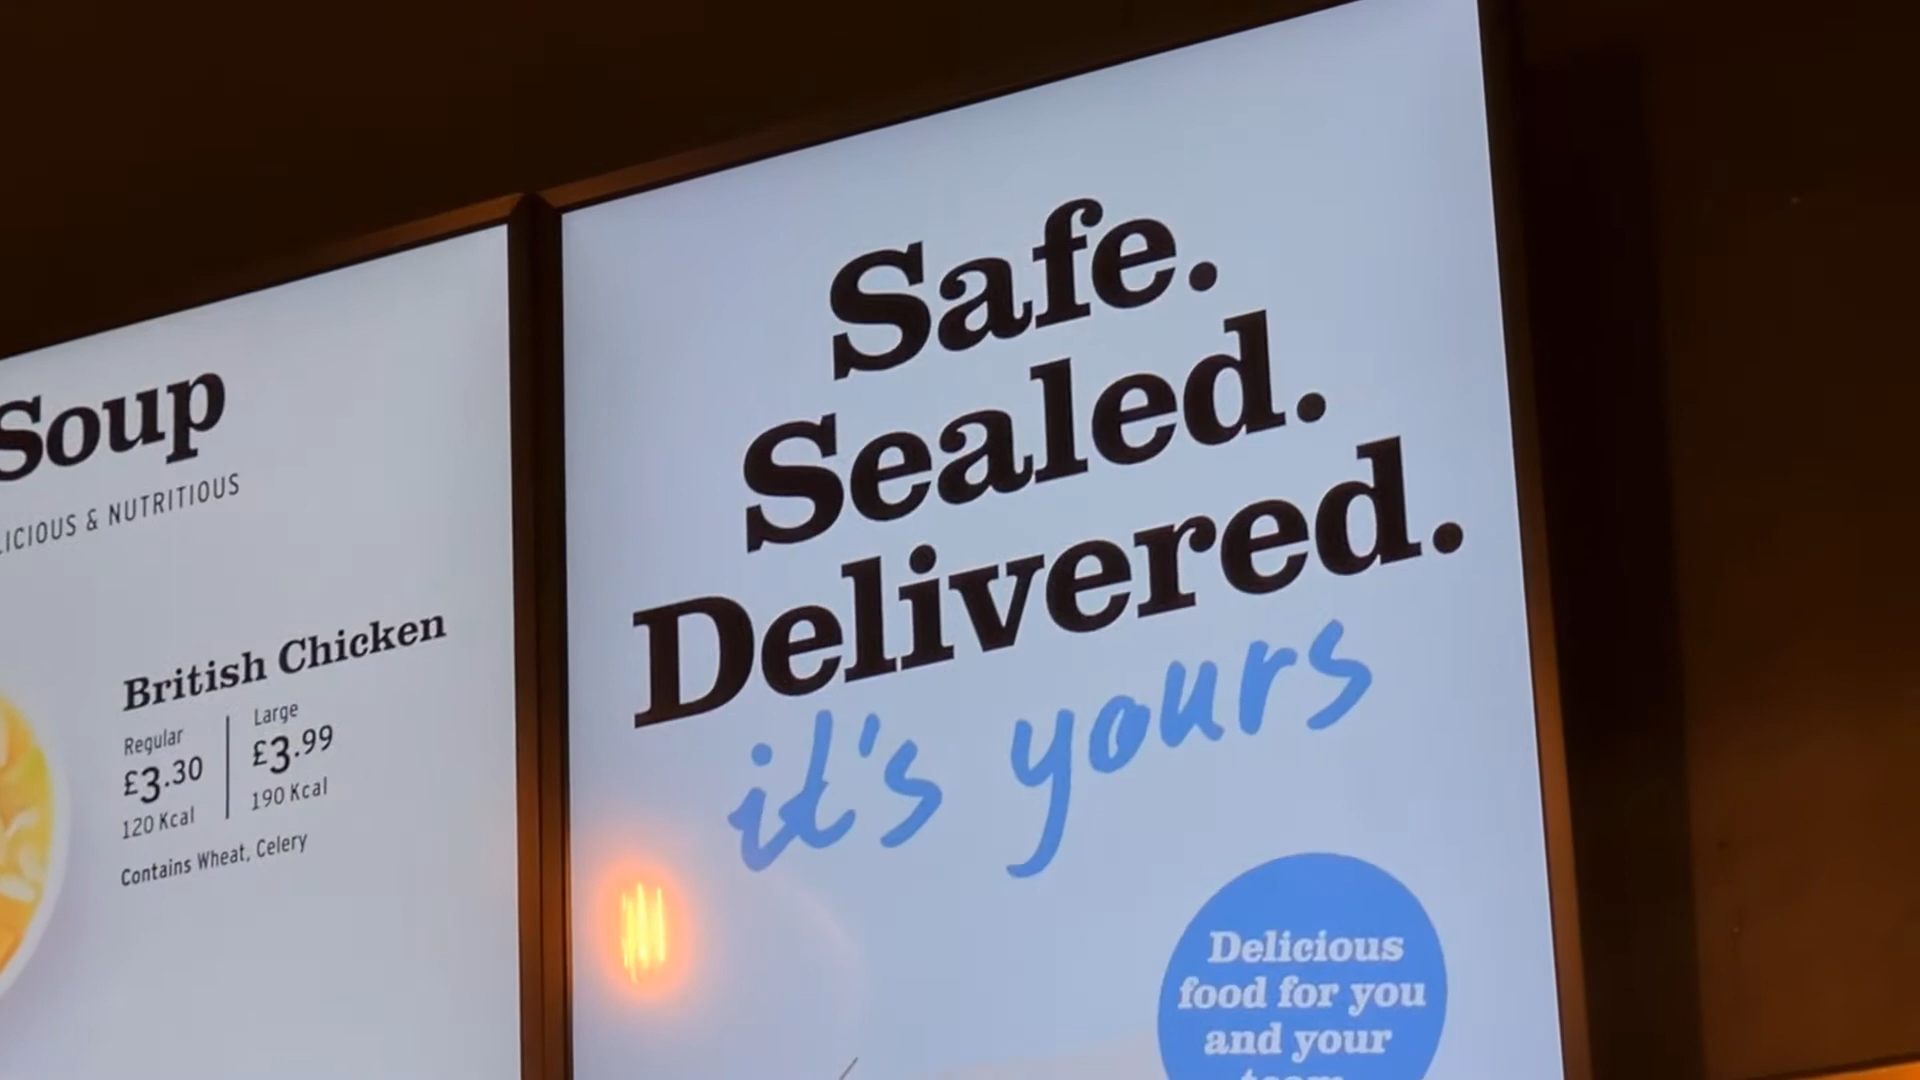 Soup
& NUTRITIOUS
British Chicken
Regular
£3.30
120 Kcal
Large
£3.99
190 Kcal
Contains Wheat, Celery
Safe.
Sealed.
Delivered.
it's yours
Delicious
food for you
and your